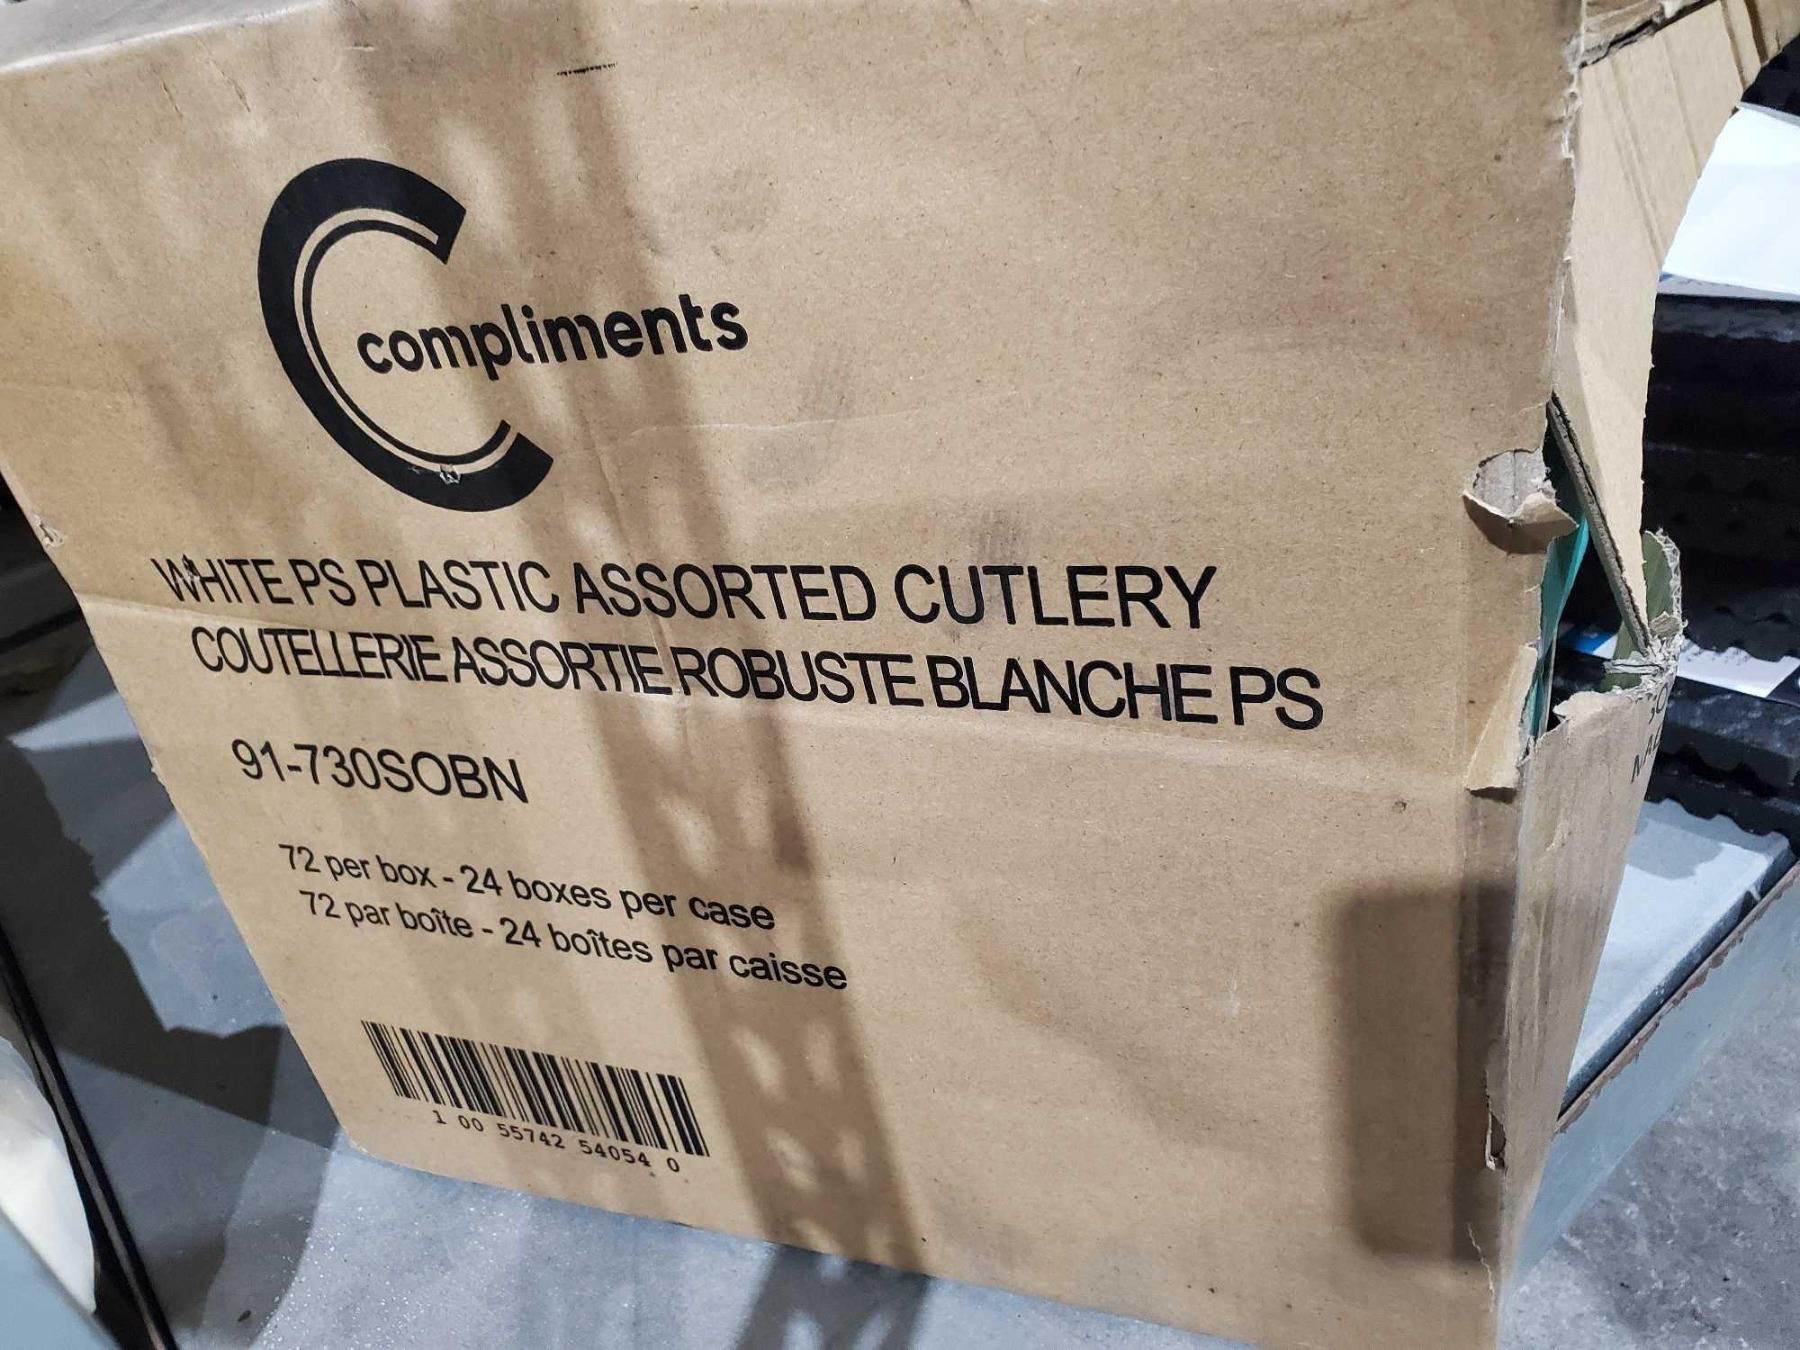 compliments
WHITE PS PLASTIC ASSORTED CUTLERY
COUTELLERIE ASSORTIE ROBUSTE BLANCHE PS
91-730SOBN
72 per box - 24 boxes per case
72 par boîte - 24 boîtes par caisse
1 00 55742 54054 0